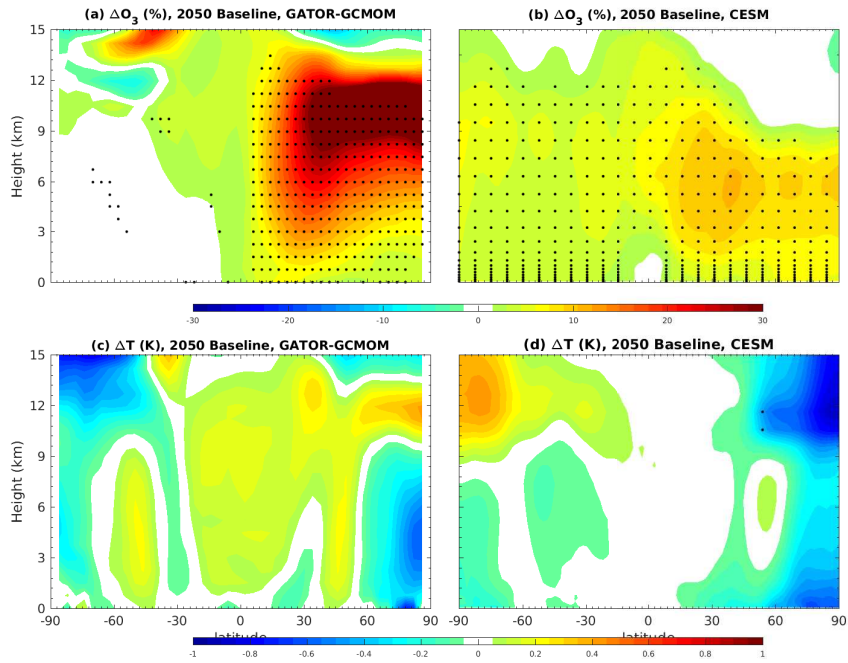 (a) ΔO3 (%), 2050 Baseline, GATOR-GCMOM
(b) ΔO3 (%), 2050 Baseline, CESM
15
12
9
6
3
0
Height (km)
-30 -20 -10 1 10 20 30
(c) ΔT (K), 2050 Baseline, GATOR-GCMOM
(d) ΔT (K), 2050 Baseline, CESM
15
12
9
6
3
0
Height (km)
-90 -60 -30 0 30 60 90
-60 -30 0 30 60 90
latitude
latitude
-1 -0.8 -0.6 -0.4 -0.2 0 0.2 0.4 0.6 0.8 1